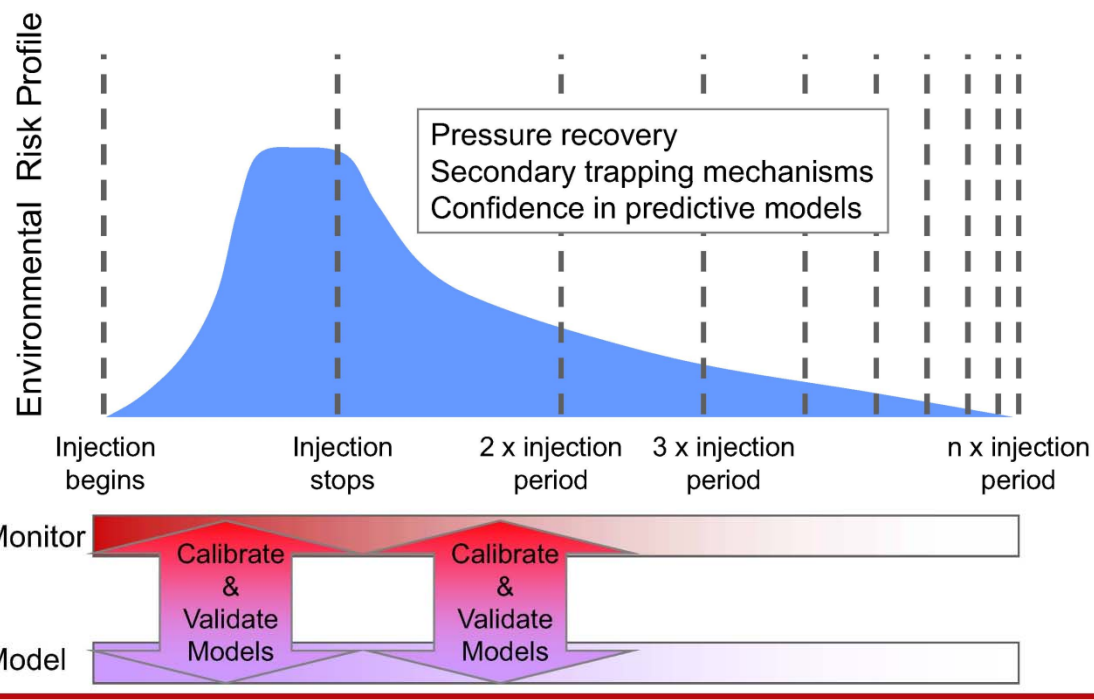 Environmental Risk Profile
Pressure recovery
Secondary trapping mechanisms
Confidence in predictive models
Injection
begins
Injection
stops
2 x injection
period
3 x injection
period
n x injection
period
Monitor
Calibrate
&
Validate
Models
Calibrate
&
Validate
Models
Model